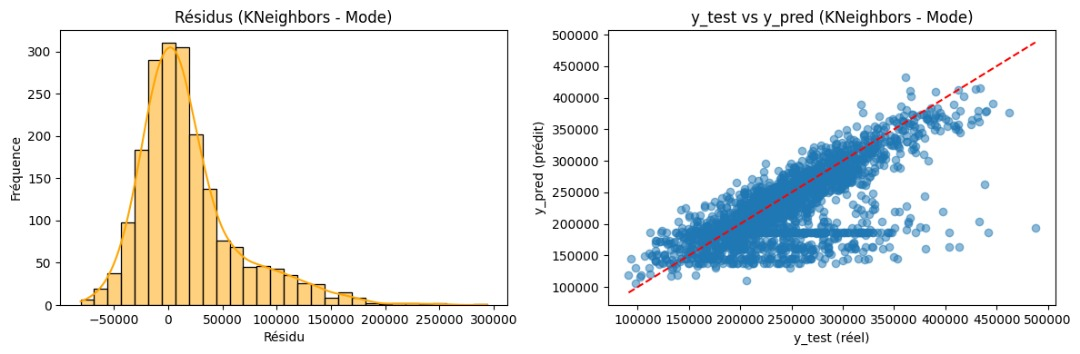 Résidus (KNeighbors - Mode)
Fréquence
300
250
200
150
100
50
0
−50000 0 50000 100000 150000 200000 250000 300000
Résidu
y_test vs y_pred (KNeighbors - Mode)
y_pred (prédit)
500000
450000
400000
350000
300000
250000
200000
150000
100000
100000 150000 200000 250000 300000 350000 400000 450000 500000
y_test (réel)